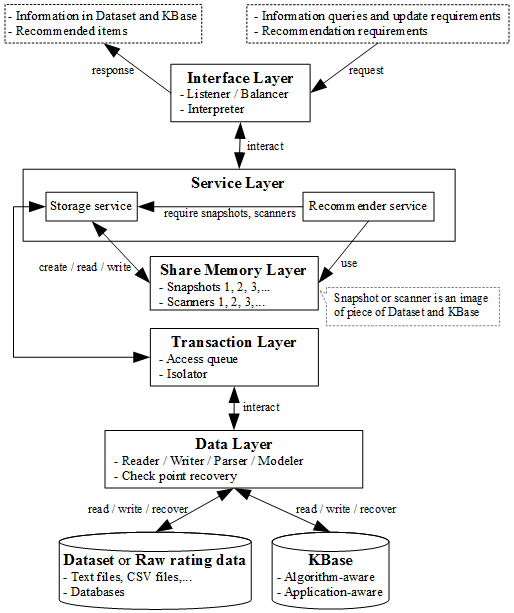 - Information in Dataset and KBase
- Recommended items
- Information queries and update requirements
- Recommendation requirements
response
request
Interface Layer
- Listener / Balancer
- Interpreter
interact
Service Layer
Storage service
require snapshots, scanners
Recommender service
create / read / write
use
Share Memory Layer
- Snapshots 1, 2, 3,...
- Scanners 1, 2, 3,...
Snapshot or scanner is an image
of piece of Dataset and KBase
Transaction Layer
- Access queue
- Isolator
interact
Data Layer
- Reader / Writer / Parser / Modeler
- Check point recovery
read / write / recover
read / write / recover
Dataset or Raw rating data
- Text files, CSV files,...
- Databases
KBase
- Algorithm-aware
- Application-aware